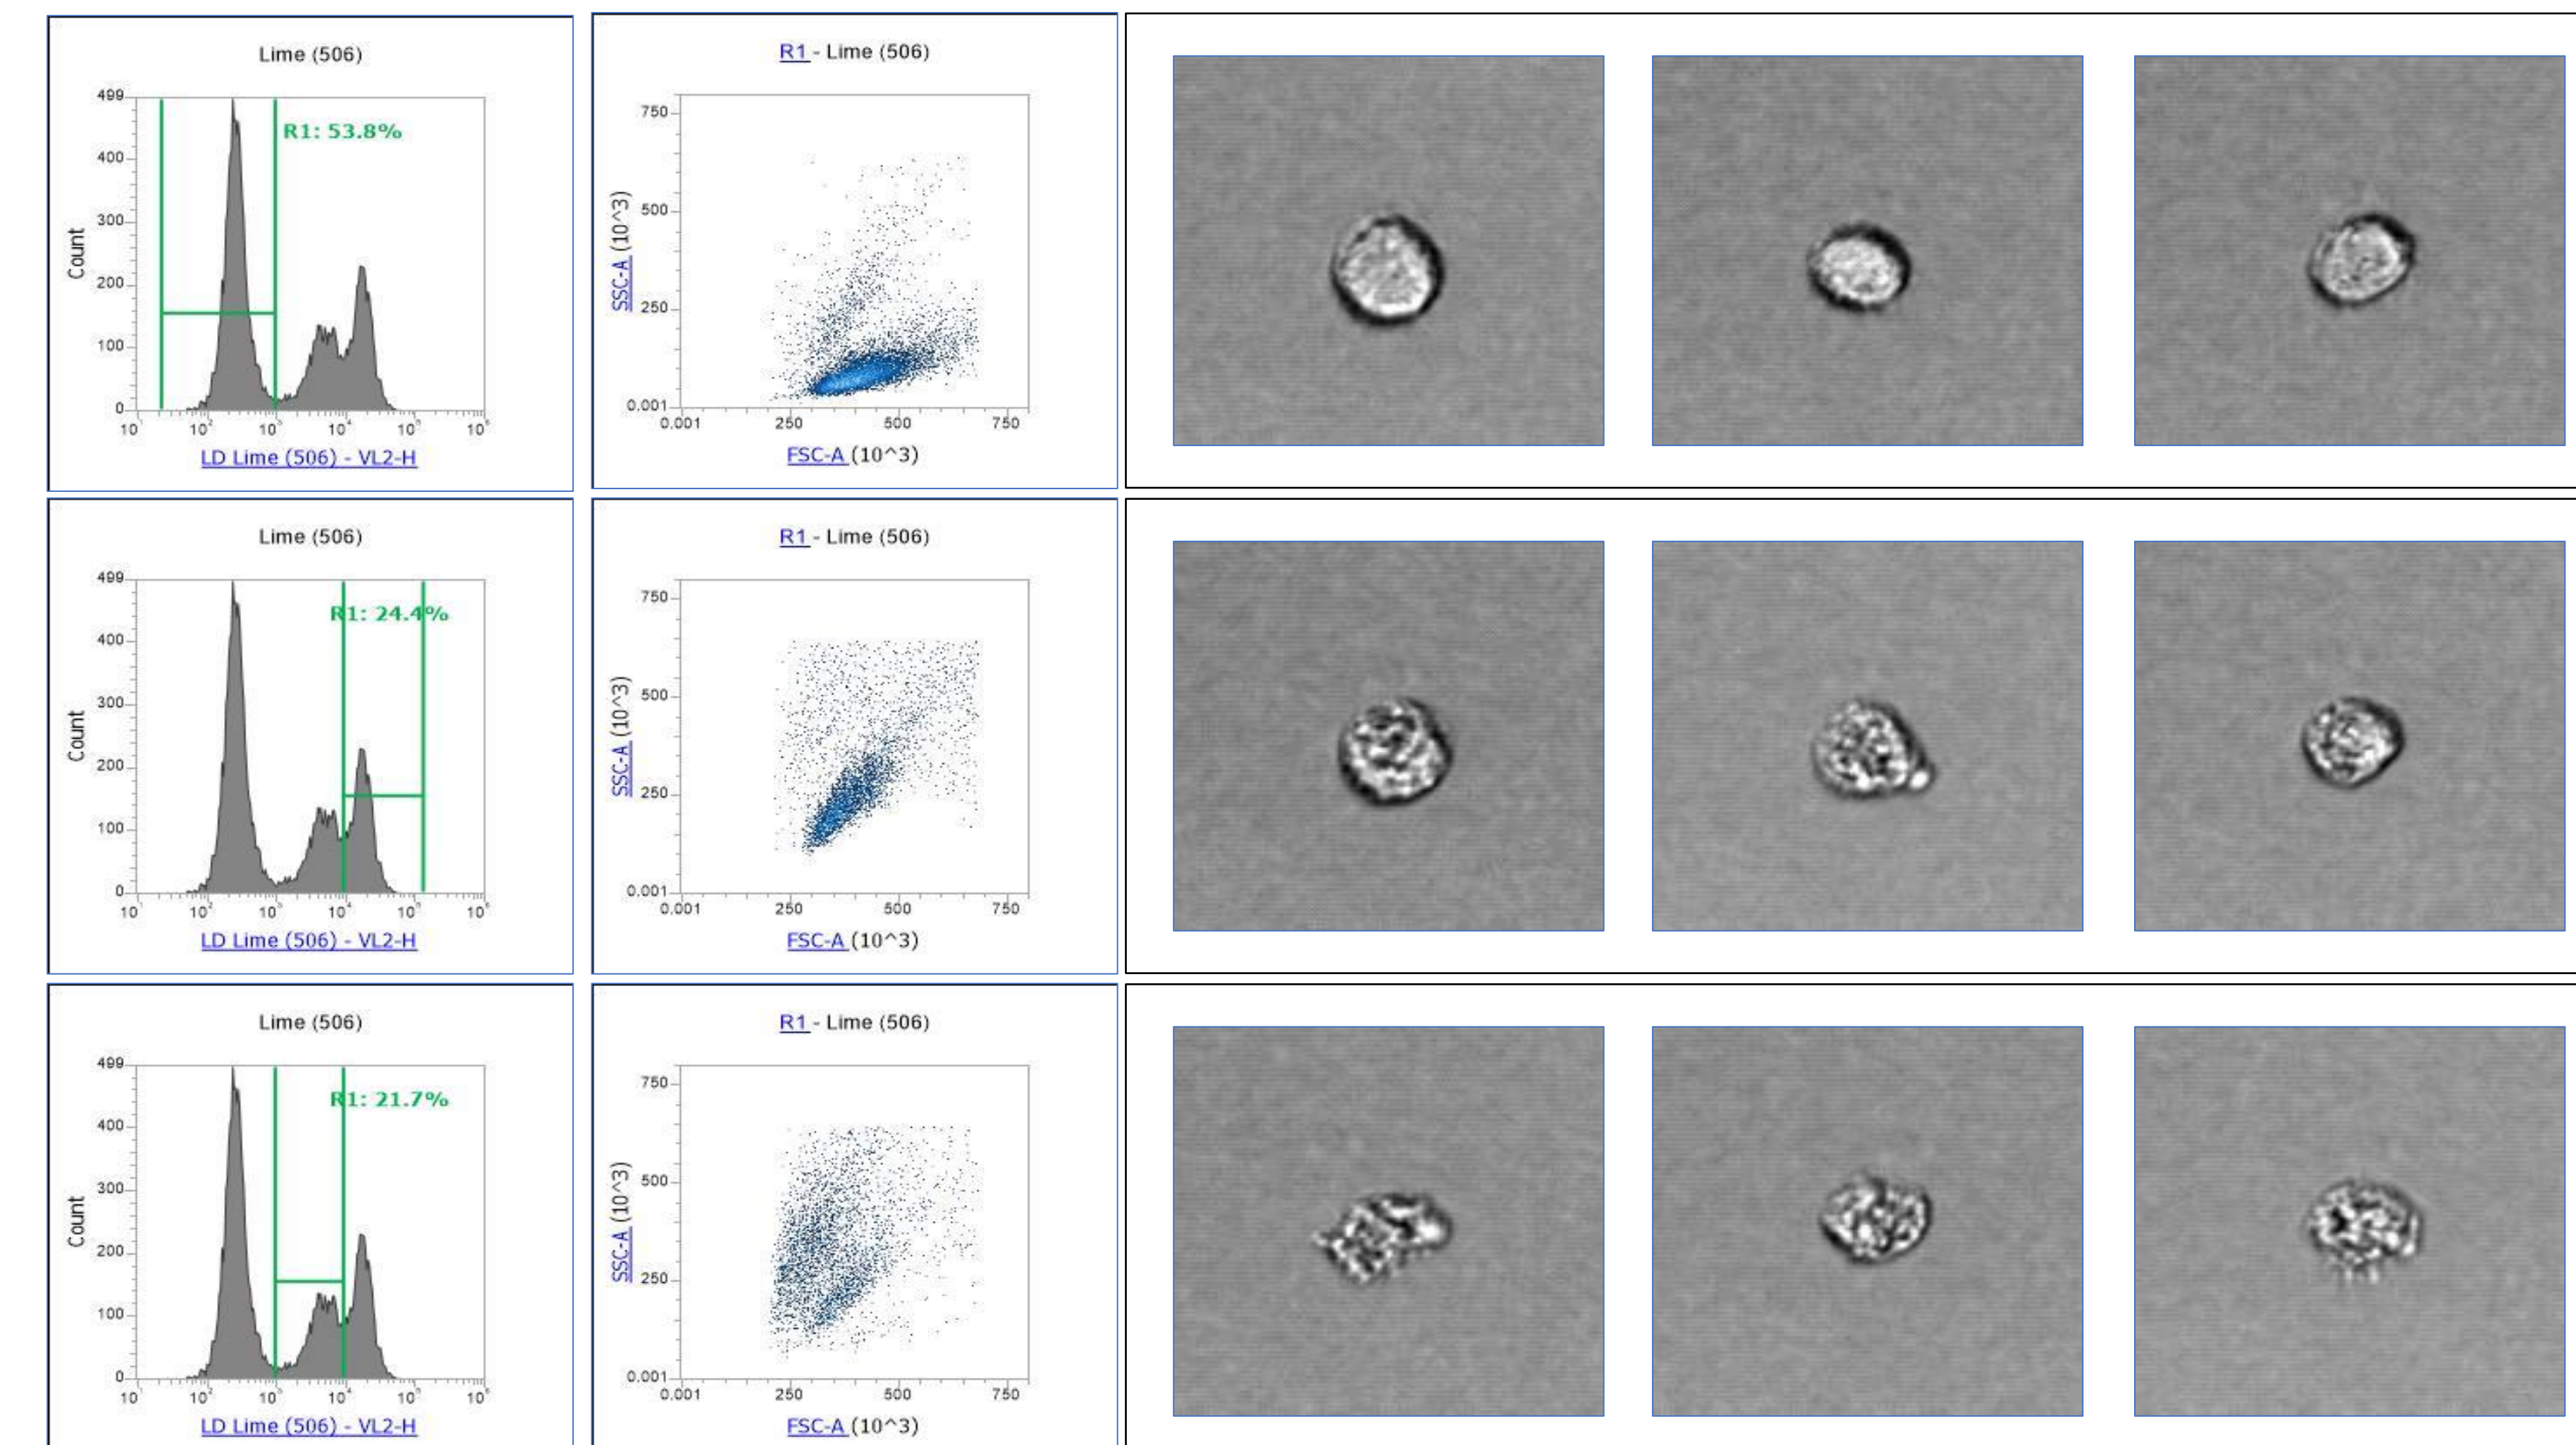 Lime (506)
499
400
300
200
100
0
Count
R1: 53.8%
10¹ 10² 10³ 10⁴ 10⁵ 10⁶
LD Lime (506) - VL2-H
R1 - Lime (506)
750
500
250
0.001
SSC-A (10^3)
0.001 250 500 750
FSC-A (10^3)
Lime (506)
499
400
300
200
100
0
Count
R1: 24.4%
10¹ 10² 10³ 10⁴ 10⁵ 10⁶
LD Lime (506) - VL2-H
R1 - Lime (506)
750
500
250
0.001
SSC-A (10^3)
0.001 250 500 750
FSC-A (10^3)
Lime (506)
499
400
300
200
100
0
Count
R1: 21.7%
10¹ 10² 10³ 10⁴ 10⁵ 10⁶
LD Lime (506) - VL2-H
R1 - Lime (506)
750
500
250
0.001
SSC-A (10^3)
0.001 250 500 750
FSC-A (10^3)